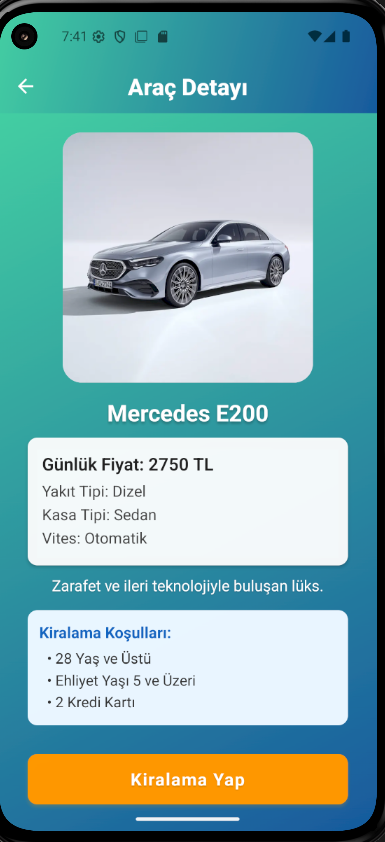 7:41
Araç Detayı
Mercedes E200
Günlük Fiyat: 2750 TL
Yakıt Tipi: Dizel
Kasa Tipi: Sedan
Vites: Otomatik
Zarafet ve ileri teknolojiyle buluşan lüks.
Kiralama Koşulları:
• 28 Yaş ve Üstü
• Ehliyet Yaşı 5 ve Üzeri
• 2 Kredi Kartı
Kiralama Yap